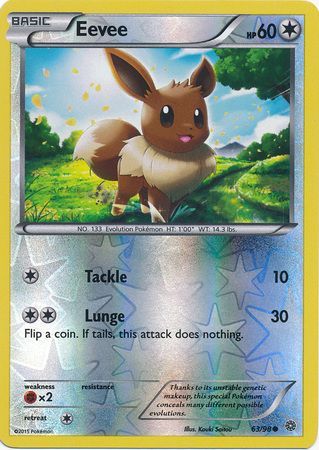 BASIC
Eevee
HP60
NO. 133 Evolution Pokémon HT: 1'00" WT: 14.3 lbs.
Tackle 10
Lunge 30
Flip a coin. If tails, this attack does nothing.
weakness resistance
×2
retreat
Thanks to its unstable genetic
makeup, this special Pokémon
conceals many different possible
evolutions.
©2015 Pokémon
Illus. Kouki Saitou
63/98